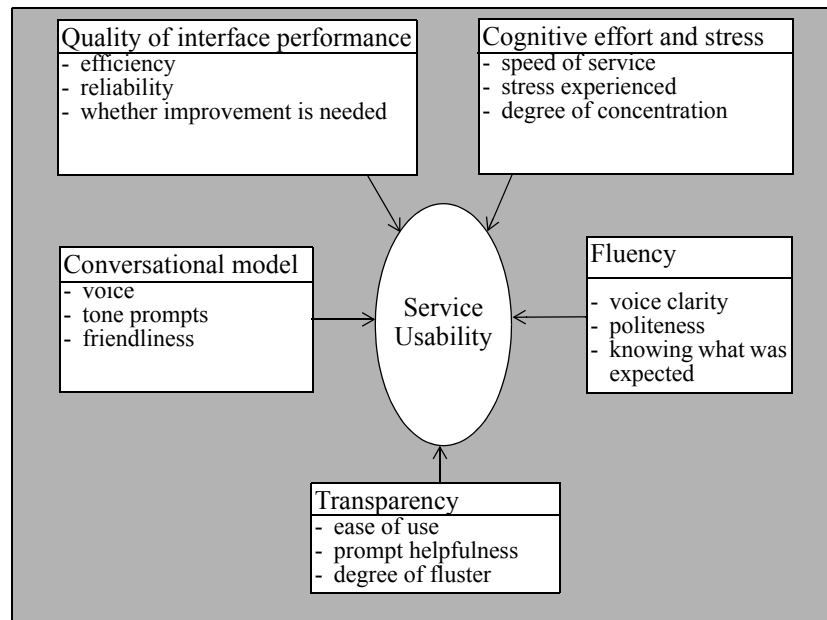 Quality of interface performance
- efficiency
- reliability
- whether improvement is needed
Cognitive effort and stress
- speed of service
- stress experienced
- degree of concentration
Conversational model
- voice
- tone prompts
- friendliness
Service
Usability
Fluency
- voice clarity
- politeness
- knowing what was
expected
Transparency
- ease of use
- prompt helpfulness
- degree of fluster